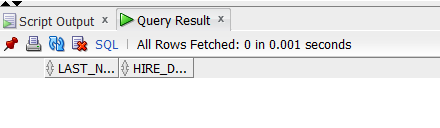 Script Output x Query Result x
SQL | All Rows Fetched: 0 in 0.001 seconds
LAST_N... HIRE_D...